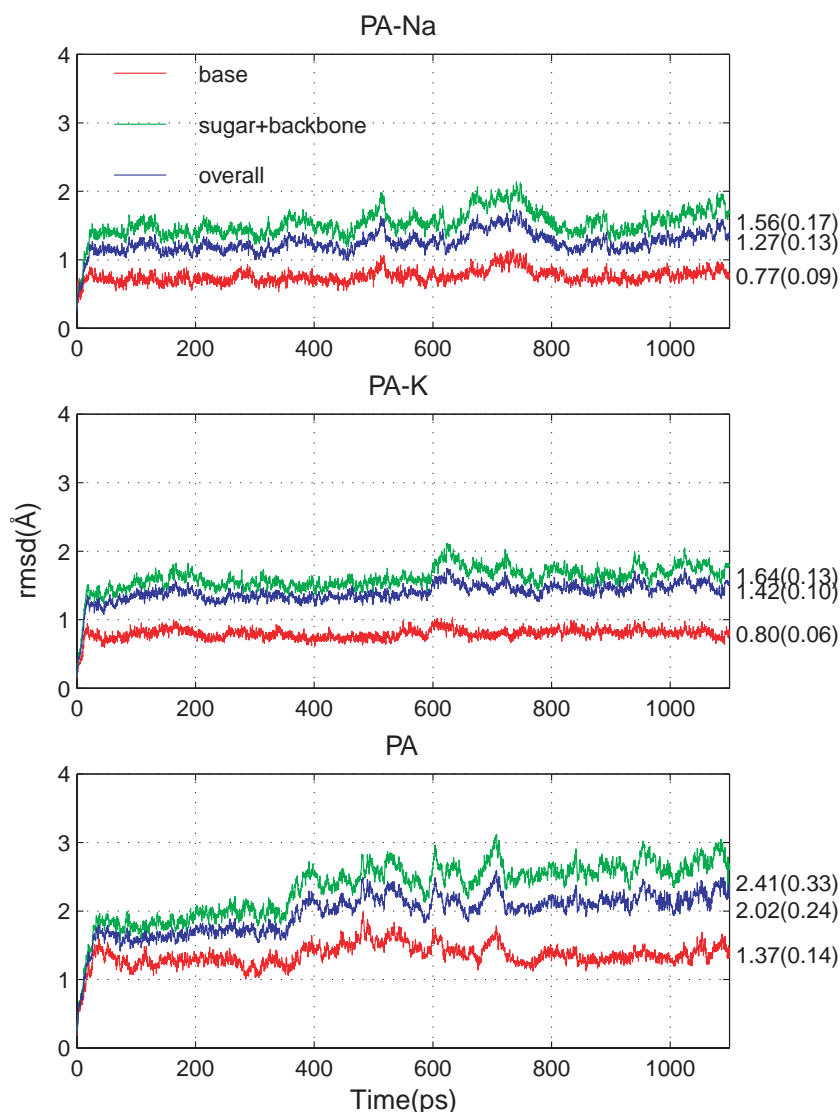 PA-Na
4
3
2
1
0
base
sugar+backbone
overall
1.56(0.17)
1.27(0.13)
0.77(0.09)
0 200 400 600 800 1000
PA-K
4
3
2
1
0
rmsd(Å)
1.64(0.13)
1.42(0.10)
0.80(0.06)
0 200 400 600 800 1000
PA
4
3
2
1
0
2.41(0.33)
2.02(0.24)
1.37(0.14)
0 200 400 600 800 1000
Time(ps)